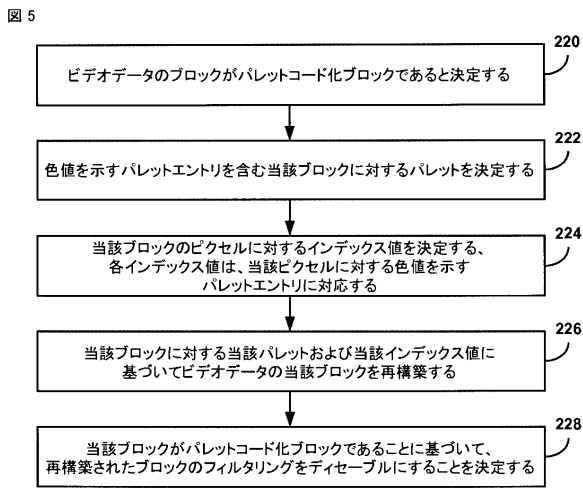 図 5
220
ビデオデータのブロックがパレットコード化ブロックであると決定する
222
色値を示すパレットエントリを含む当該ブロックに対するパレットを決定する
224
当該ブロックのピクセルに対するインデックス値を決定する、
各インデックス値は、当該ピクセルに対する色値を示す
パレットエントリに対応する
226
当該ブロックに対する当該パレットおよび当該インデックス値に
基づいてビデオデータの当該ブロックを再構築する
228
当該ブロックがパレットコード化ブロックであることに基づいて、
再構築されたブロックのフィルタリングをディセーブルにすることを決定する